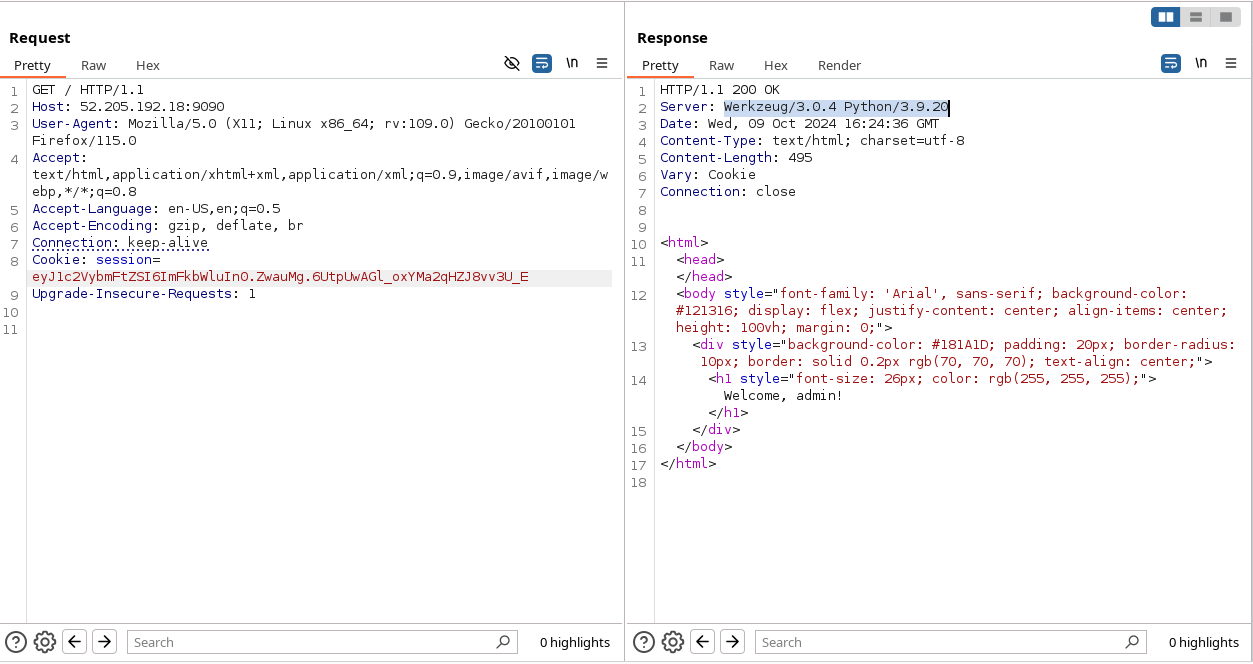 Request
Pretty Raw Hex \n
1 GET / HTTP/1.1
2 Host: 52.205.192.18:9090
3 User-Agent: Mozilla/5.0 (X11; Linux x86_64; rv:109.0) Gecko/20100101
Firefox/115.0
4 Accept:
text/html,application/xhtml+xml,application/xml;q=0.9,image/avif,image/w
ebp,*/*;q=0.8
5 Accept-Language: en-US,en;q=0.5
6 Accept-Encoding: gzip, deflate, br
7 Connection: keep-alive
8 Cookie: session=
eyJ1c2VybmFtZSI6ImFkbWluIn0.ZwauMg.6UtpUwAGl_oxYMa2qHZJ8vv3U_E
9 Upgrade-Insecure-Requests: 1
10
11
Search 0 highlights
Response
Pretty Raw Hex Render \n
1 HTTP/1.1 200 OK
2 Server: Werkzeug/3.0.4 Python/3.9.20
3 Date: Wed, 09 Oct 2024 16:24:36 GMT
4 Content-Type: text/html; charset=utf-8
5 Content-Length: 495
6 Vary: Cookie
7 Connection: close
8
9
10 <html>
11 <head>
</head>
12 <body style="font-family: 'Arial', sans-serif; background-color:
#121316; display: flex; justify-content: center; align-items: center;
height: 100vh; margin: 0;">
13 <div style="background-color: #181A1D; padding: 20px; border-radius:
10px; border: solid 0.2px rgb(70, 70, 70); text-align: center;">
14 <h1 style="font-size: 26px; color: rgb(255, 255, 255);">
Welcome, admin!
</h1>
15 </div>
16 </body>
17 </html>
18
Search 0 highlights